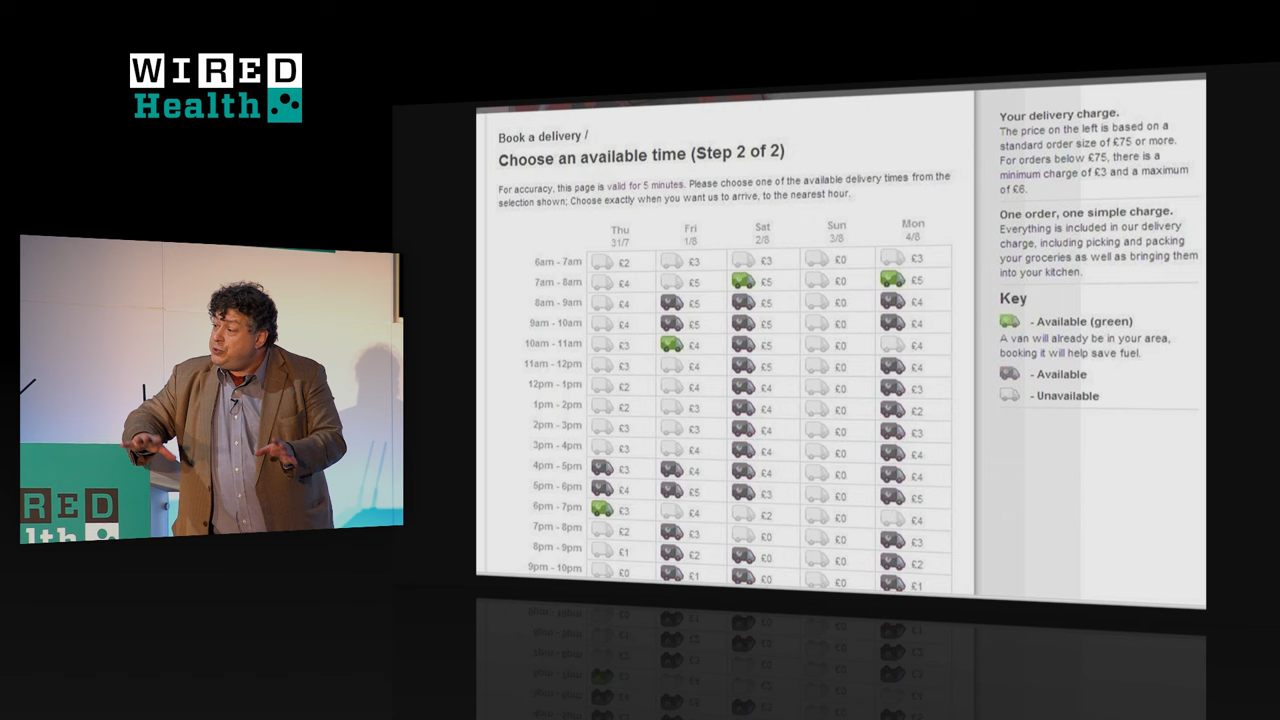 WIRED
Health
Book a delivery /
Choose an available time (Step 2 of 2)
For accuracy, this page is valid for 5 minutes. Please choose one of the available delivery times from the
selection shown; Choose exactly when you want us to arrive, to the nearest hour.
Thu Fri Sat Sun Mon
31/7 1/8 2/8 3/8 4/8
6am - 7am £2 £3 £3 £0 £3
7am - 8am £4 £5 £5 £0 £5
8am - 9am £4 £5 £5 £0 £4
9am - 10am £4 £5 £5 £0 £4
10am - 11am £3 £4 £5 £0 £4
11am - 12pm £3 £4 £5 £0 £4
12pm - 1pm £2 £4 £4 £0 £3
1pm - 2pm £2 £3 £4 £0 £2
2pm - 3pm £3 £3 £4 £0 £3
3pm - 4pm £3 £4 £4 £0 £4
4pm - 5pm £3 £4 £4 £0 £4
5pm - 6pm £4 £5 £3 £0 £5
6pm - 7pm £3 £4 £2 £0 £4
7pm - 8pm £2 £3 £0 £0 £3
8pm - 9pm £1 £2 £0 £0 £2
9pm - 10pm £0 £1 £0 £0 £1
Your delivery charge.
The price on the left is based on a
standard order size of £75 or more.
For orders below £75, there is a
minimum charge of £3 and a maximum
of £6.
One order, one simple charge.
Everything is included in our delivery
charge, including picking and packing
your groceries as well as bringing them
into your kitchen.
Key
- Available (green)
A van will already be in your area,
booking it will help save fuel.
- Available
- Unavailable
RED
lth